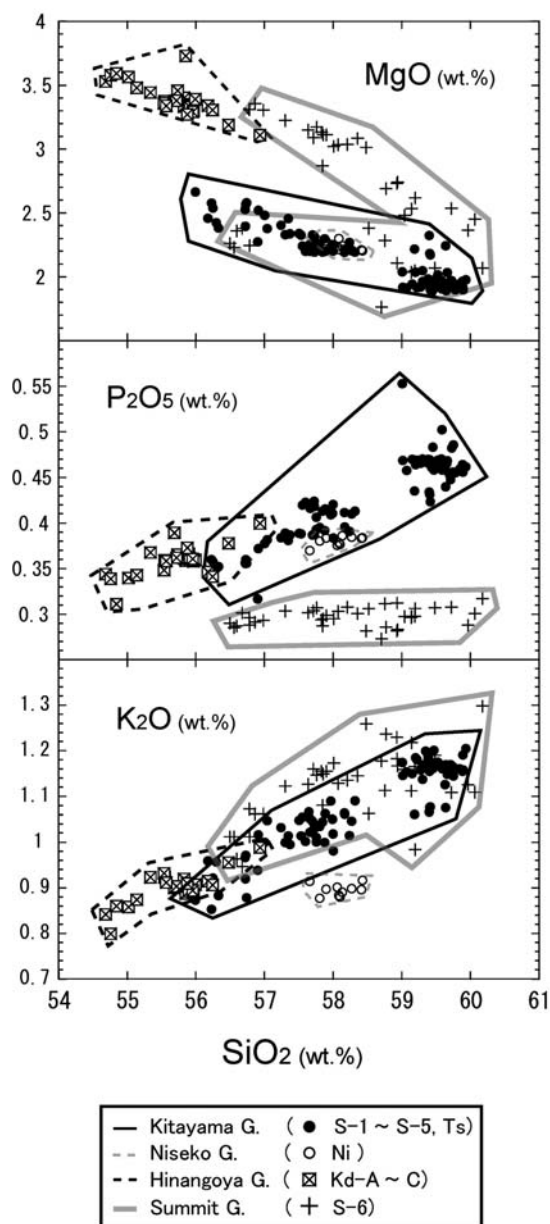 4
3.5
3
2.5
2
MgO (wt.%)
0.55
0.5
0.45
0.4
0.35
0.3
P2O5 (wt.%)
1.3
1.2
1.1
1
0.9
0.8
0.7
K2O (wt.%)
54 55 56 57 58 59 60
SiO2 (wt.%)
Kitayama G. ( ● S-1 ~ S-5, Ts)
Niseko G. ( ○ Ni )
Hinangoya G. ( ⊠ Kd-A ~ C)
Summit G. ( + S-6)